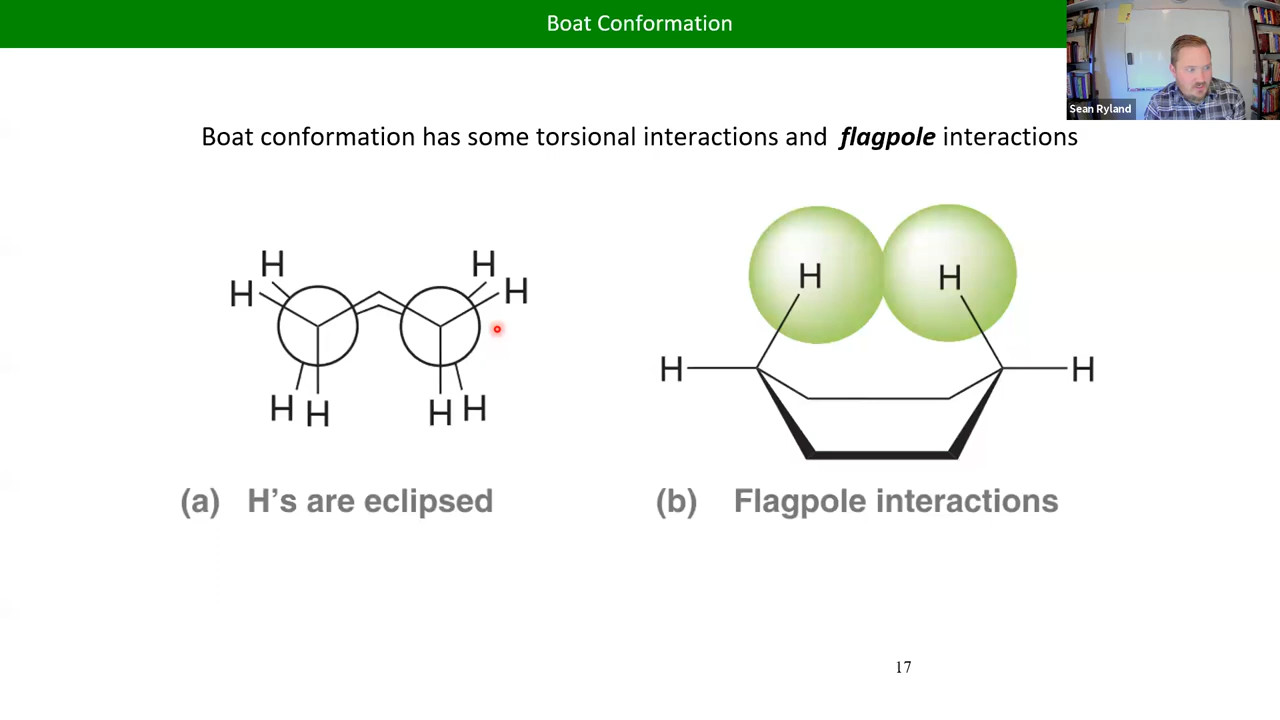 Boat Conformation
Sean Ryland
Boat conformation has some torsional interactions and flagpole interactions
H H
H H
H H H H
H H
H H
(a) H's are eclipsed
(b) Flagpole interactions
17